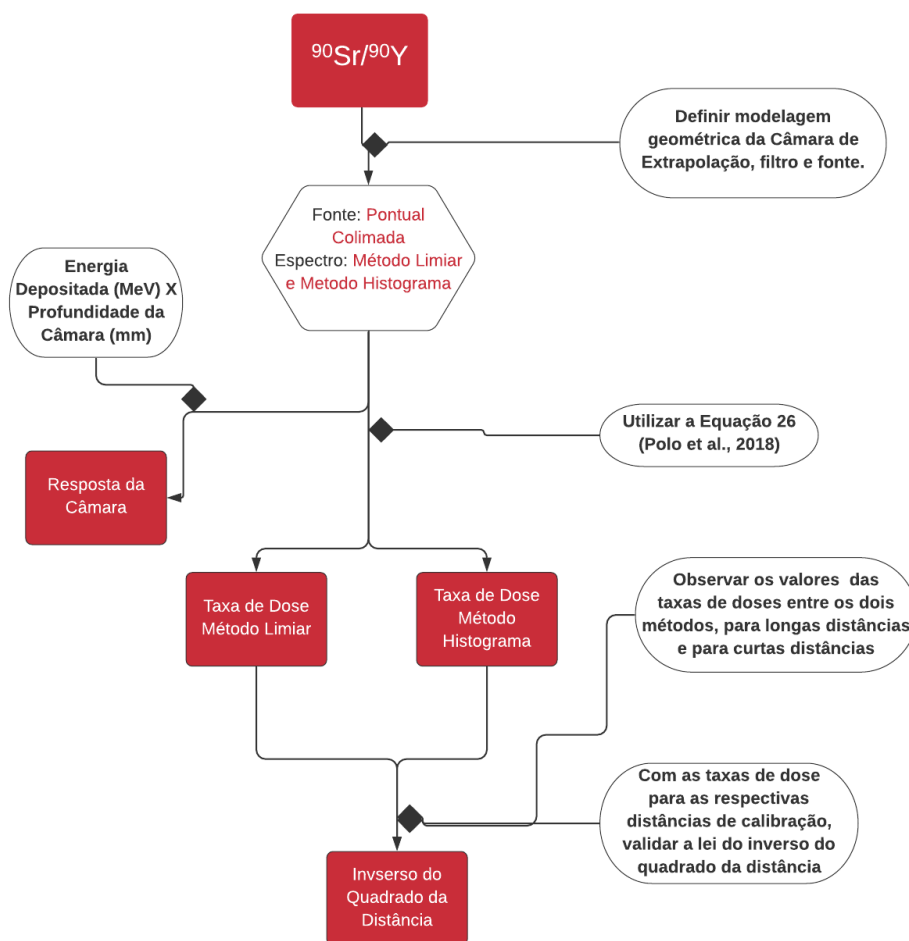 ⁹⁰Sr/⁹⁰Y
Definir modelagem
geométrica da Câmara de
Extrapolação, filtro e fonte.
Fonte: Pontual
Colimada
Espectro: Método Limiar
e Metodo Histograma
Energia
Depositada (MeV) X
Profundidade da
Câmara (mm)
Utilizar a Equação 26
(Polo et al., 2018)
Resposta da
Câmara
Taxa de Dose
Método Limiar
Taxa de Dose
Método
Histograma
Observar os valores das
taxas de doses entre os dois
métodos, para longas distâncias
e para curtas distâncias
Com as taxas de dose
para as respectivas
distâncias de calibração,
validar a lei do inverso do
quadrado da distância
Invserso do
Quadrado da
Distância